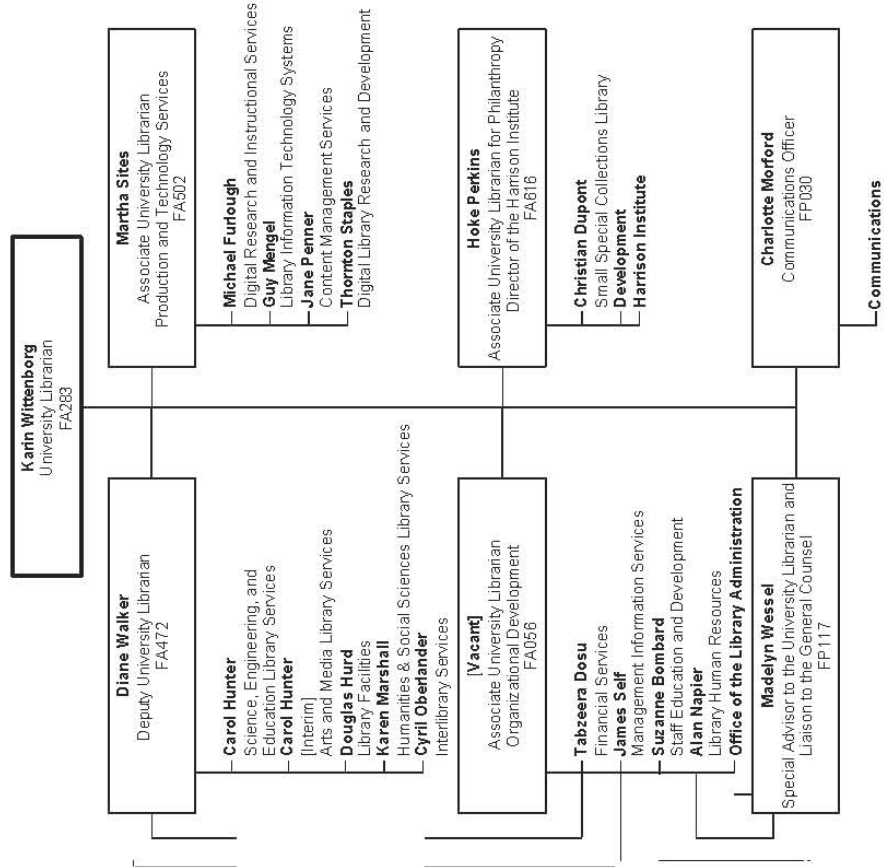 Karin Wittenborg
University Librarian
FA283
Diane Walker
Deputy University Librarian
FA472
Carol Hunter
Science, Engineering, and
Education Library Services
Carol Hunter
[Interim]
Arts and Media Library Services
Douglas Hurd
Library Facilities
Karen Marshall
Humanities & Social Sciences Library Services
Cyril Oberlander
Interlibrary Services
Martha Sites
Associate University Librarian
Production and Technology Services
FA502
Michael Furlough
Digital Research and Instructional Services
Guy Mengel
Library Information Technology Systems
Jane Penner
Content Management Services
Thornton Staples
Digital Library Research and Development
[Vacant]
Associate University Librarian
Organizational Development
FA056
Tabzeera Dosu
Financial Services
James Self
Management Information Services
Suzanne Bombard
Staff Education and Development
Alan Napier
Library Human Resources
Office of the Library Administration
Hoke Perkins
Associate University Librarian for Philanthropy
Director of the Harrison Institute
FA616
Christian Dupont
Small Special Collections Library
Development
Harrison Institute
Madelyn Wessel
Special Advisor to the University Librarian and
Liaison to the General Counsel
FP117
Charlotte Morford
Communications Officer
FP030
Communications